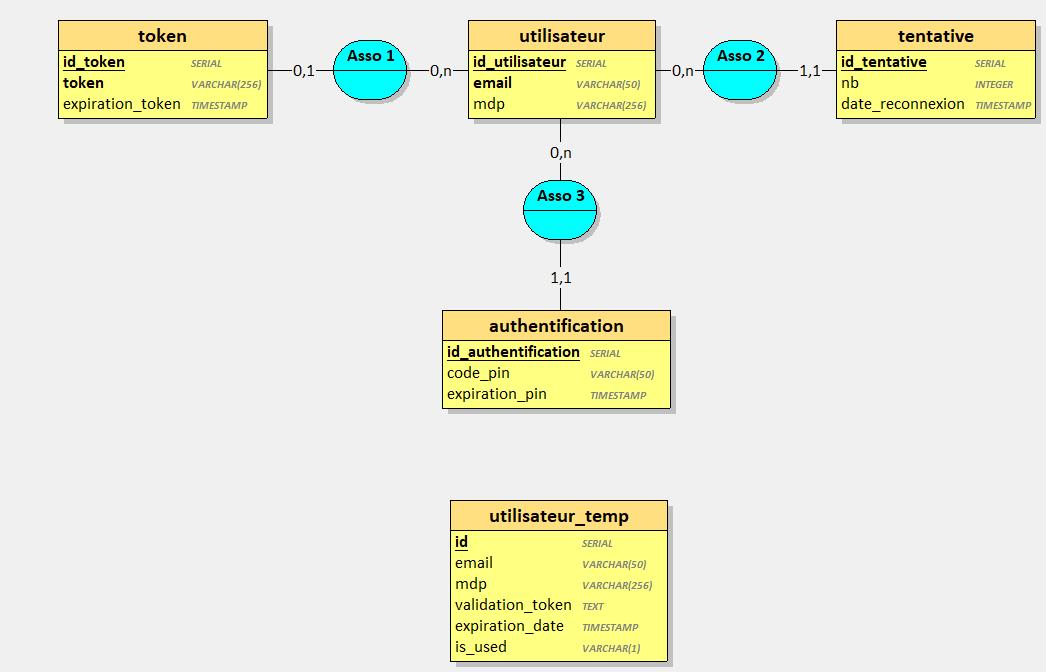 token
id_token SERIAL
token VARCHAR(256)
expiration_token TIMESTAMP
0,1
Asso 1
0,n
utilisateur
id_utilisateur SERIAL
email VARCHAR(50)
mdp VARCHAR(256)
0,n
Asso 2
1,1
tentative
id_tentative SERIAL
nb INTEGER
date_reconnexion TIMESTAMP
0,n
Asso 3
1,1
authentification
id_authentification SERIAL
code_pin VARCHAR(50)
expiration_pin TIMESTAMP
utilisateur_temp
id SERIAL
email VARCHAR(50)
mdp VARCHAR(256)
validation_token TEXT
expiration_date TIMESTAMP
is_used VARCHAR(1)